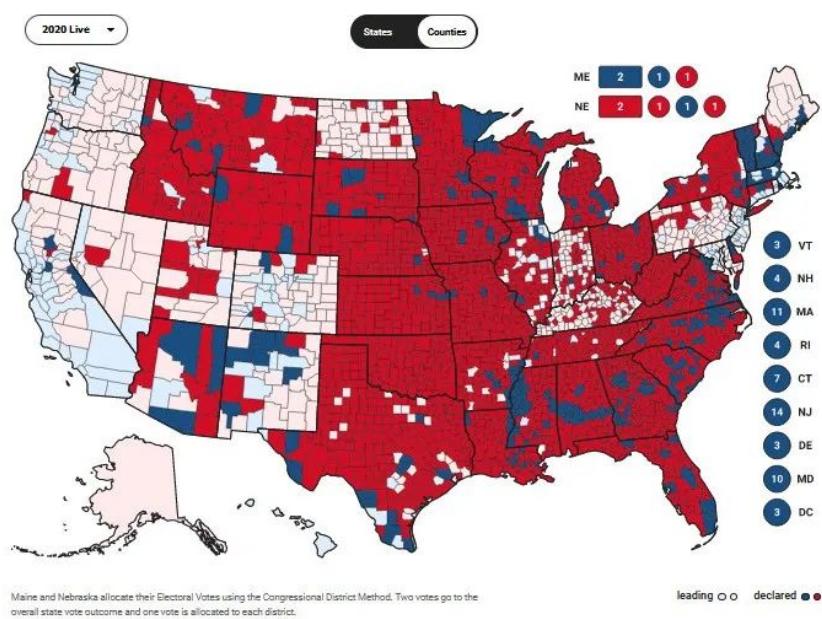 2020 Live
States
Counties
ME 2 1 1
NE 2 1 1 1
3 VT
4 NH
11 MA
4 RI
7 CT
14 NJ
3 DE
10 MD
3 DC
Maine and Nebraska allocate their Electoral Votes using the Congressional District Method. Two votes go to the
overall state vote outcome and one vote is allocated to each district.
leading declared